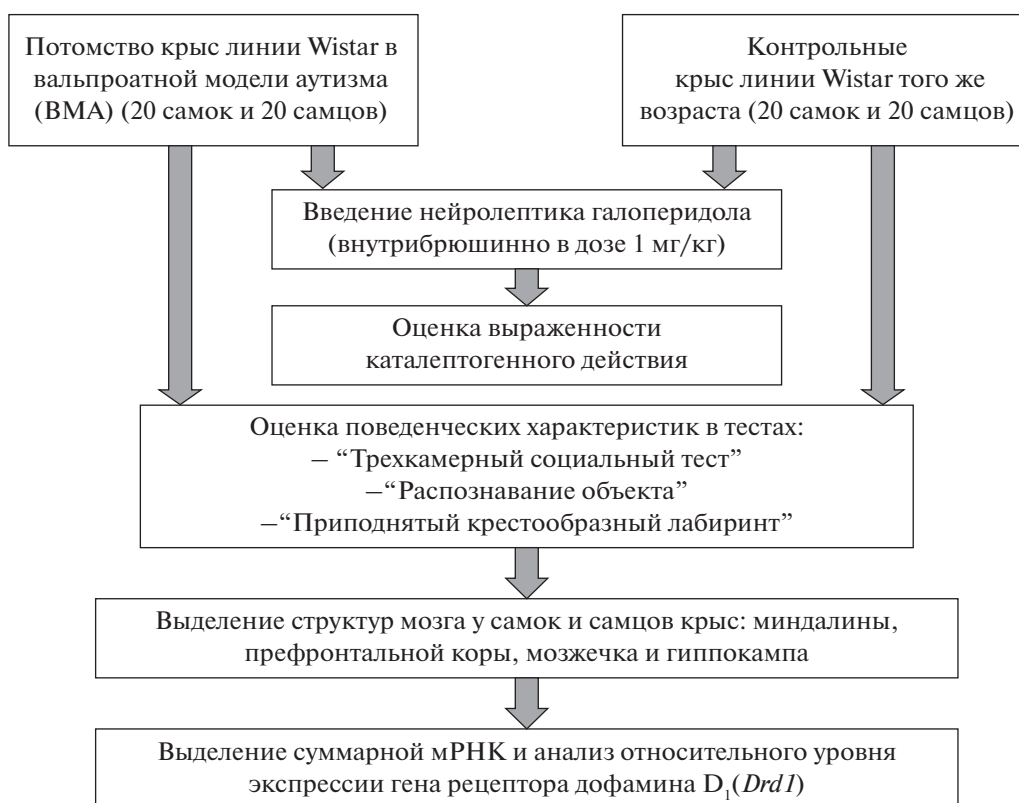 Потомство крыс линии Wistar в
вальпроатной модели аутизма
(ВМА) (20 самок и 20 самцов)
Контрольные
крыс линии Wistar того же
возраста (20 самок и 20 самцов)
Введение нейролептика галоперидола
(внутрибрюшинно в дозе 1 мг/кг)
Оценка выраженности
каталептогенного действия
Оценка поведенческих характеристик в тестах:
– “Трехкамерный социальный тест”
–“Распознавание объекта”
–“Приподнятый крестообразный лабиринт”
Выделение структур мозга у самок и самцов крыс: миндалины,
префронтальной коры, мозжечка и гиппокампа
Выделение суммарной мРНК и анализ относительного уровня
экспрессии гена рецептора дофамина D₁(Drd1)